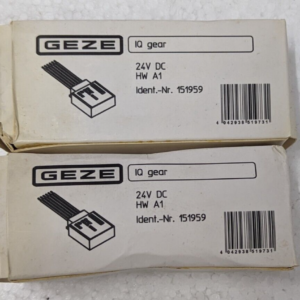 GEZE
IQ gear
24V DC
HW A1
Ident.-Nr. 151959
GEZE
IQ gear
24V DC
HW A1
Ident.-Nr. 151959